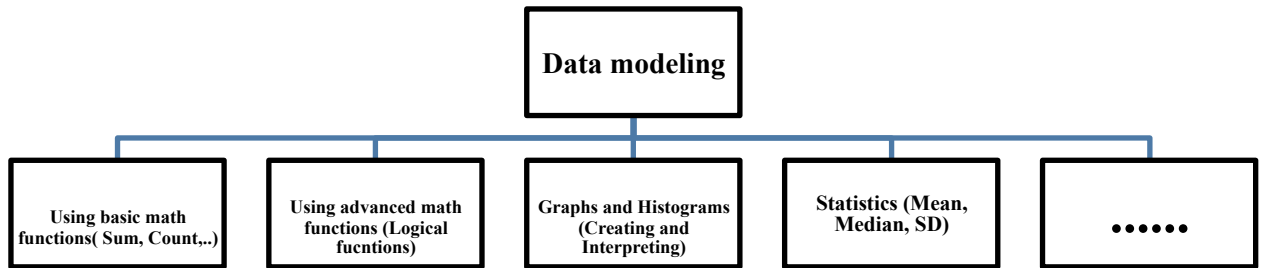 Data modeling
Using basic math
functions( Sum, Count,..)
Using advanced math
functions (Logical
fucntions)
Graphs and Histograms
(Creating and
Interpreting)
Statistics (Mean,
Median, SD)
......